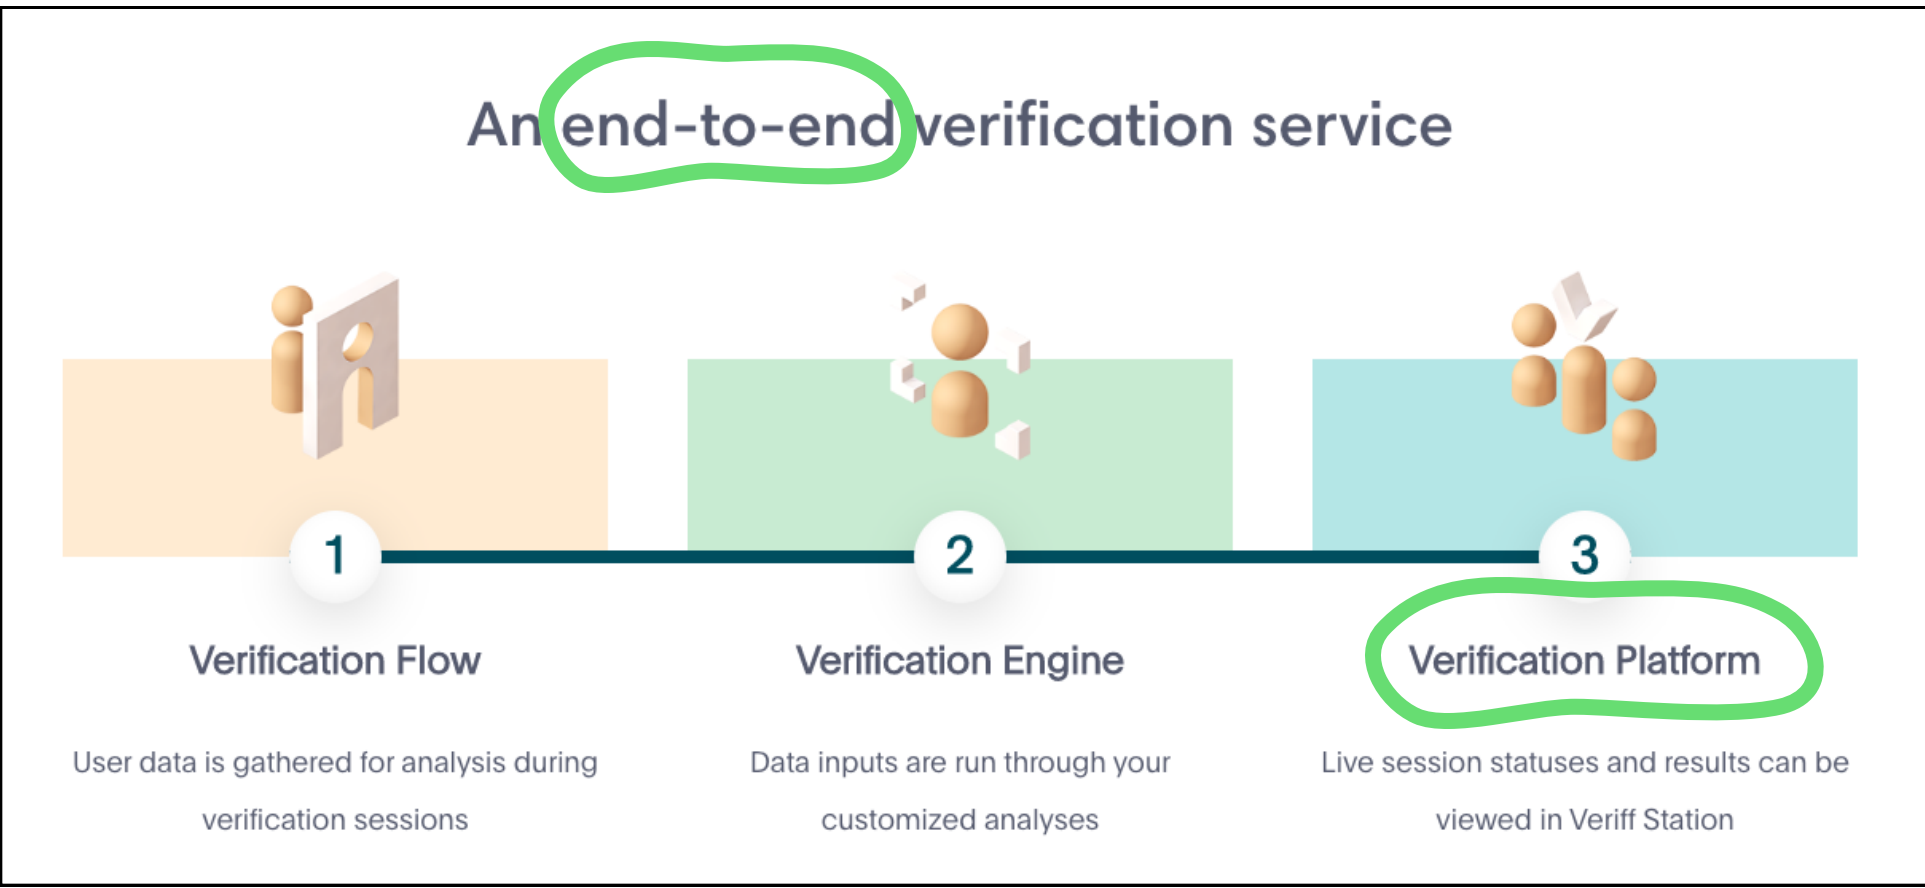 An end-to-end verification service
1
2
3
Verification Flow
Verification Engine
Verification Platform
User data is gathered for analysis during
verification sessions
Data inputs are run through your
customized analyses
Live session statuses and results can be
viewed in Veriff Station